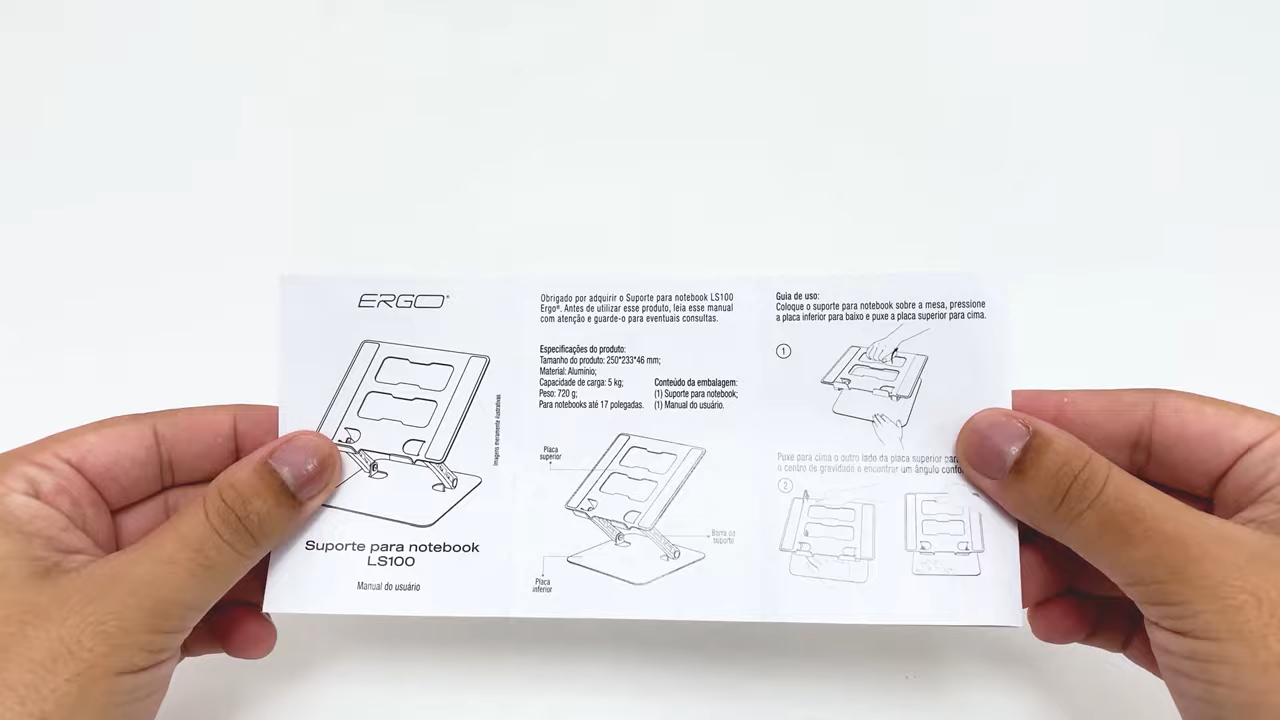 ERGO®
Imagens meramente ilustrativas
Suporte para notebook
LS100
Manual do usuário
Obrigado por adquirir o Suporte para notebook LS100
Ergo®. Antes de utilizar esse produto, leia esse manual
com atenção e guarde-o para eventuais consultas.
Especificações do produto:
Tamanho do produto: 250*233*46 mm;
Material: Alumínio;
Capacidade de carga: 5 kg;
Peso: 720 g;
Para notebooks até 17 polegadas.
Conteúdo da embalagem:
(1) Suporte para notebook;
(1) Manual do usuário.
Placa
superior
Barra de
suporte
Placa
inferior
Guia de uso:
Coloque o suporte para notebook sobre a mesa, pressione
a placa inferior para baixo e puxe a placa superior para cima.
1
Puxe para cima o outro lado da placa superior
o centro de gravidade e encontrar um ângulo
2